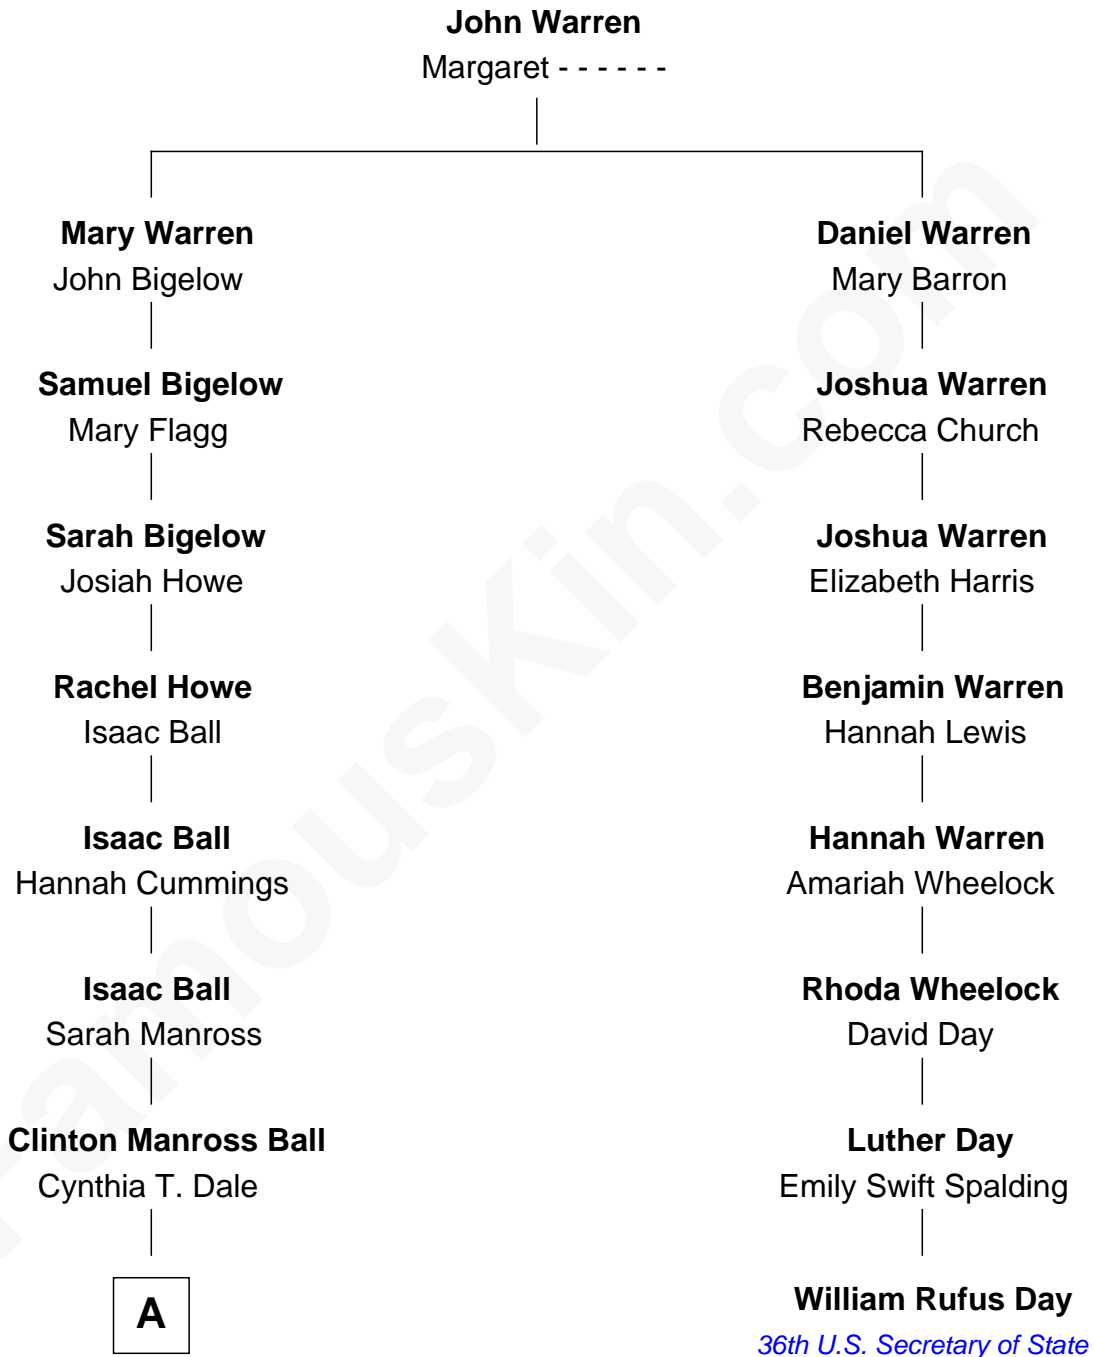 John Warren
Margaret - - - - - -
Mary Warren
John Bigelow
Daniel Warren
Mary Barron
Samuel Bigelow
Mary Flagg
Joshua Warren
Rebecca Church
Sarah Bigelow
Josiah Howe
Joshua Warren
Elizabeth Harris
Rachel Howe
Isaac Ball
Benjamin Warren
Hannah Lewis
Isaac Ball
Hannah Cummings
Hannah Warren
Amariah Wheelock
Isaac Ball
Sarah Manross
Rhoda Wheelock
David Day
Clinton Manross Ball
Cynthia T. Dale
Luther Day
Emily Swift Spalding
A
William Rufus Day
36th U.S. Secretary of State
FamousKin.com